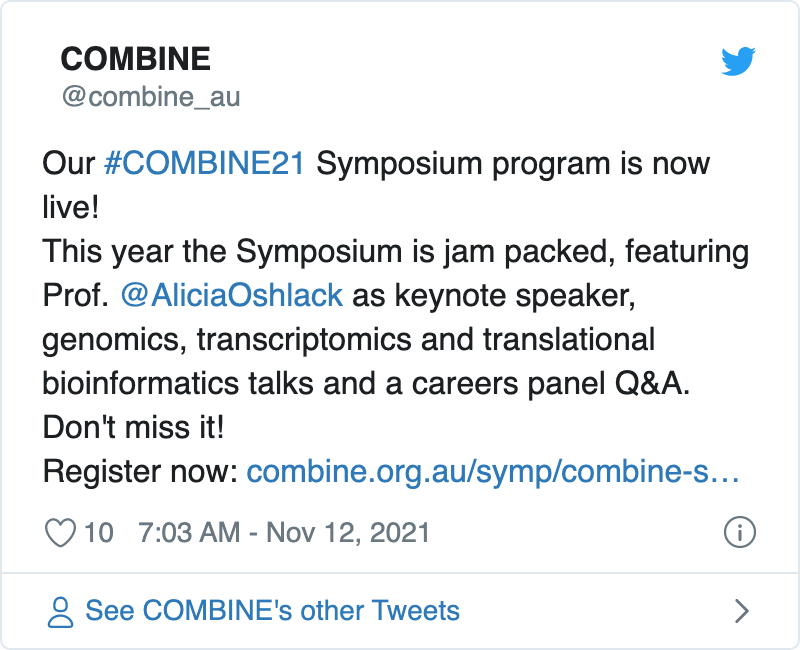 COMBINE
@combine_au
Our #COMBINE21 Symposium program is now
live!
This year the Symposium is jam packed, featuring
Prof. @AliciaOshlack as keynote speaker,
genomics, transcriptomics and translational
bioinformatics talks and a careers panel Q&A.
Don't miss it!
Register now: combine.org.au/symp/combine-s…
10 7:03 AM - Nov 12, 2021
See COMBINE's other Tweets